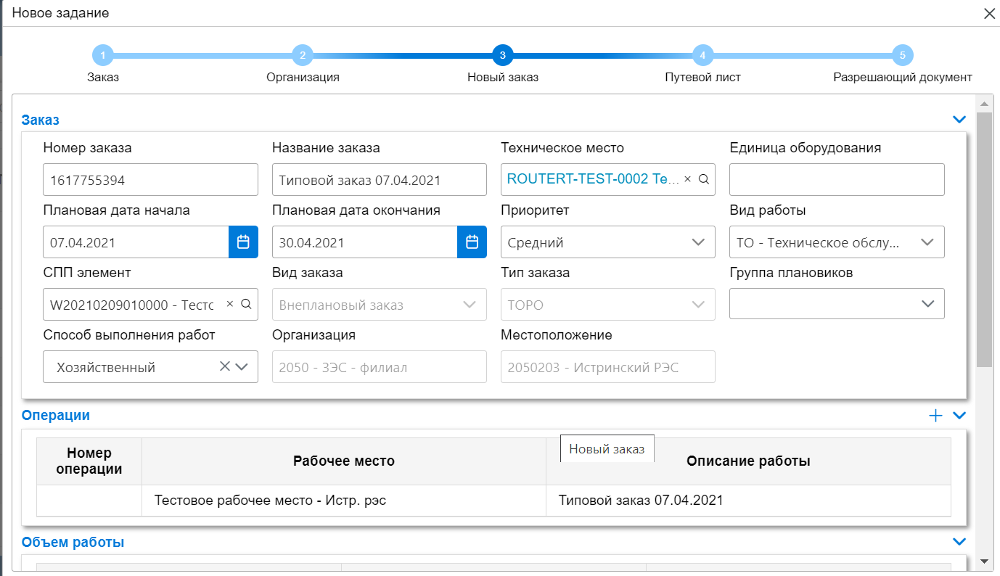 Новое задание
1 2 3 4 5
Заказ Организация Новый заказ Путевой лист Разрешающий документ
Заказ
Номер заказа Название заказа Техническое место Единица оборудования
1617755394 Типовой заказ 07.04.2021 ROUTERT-TEST-0002 Te...
Плановая дата начала Плановая дата окончания Приоритет Вид работы
07.04.2021 30.04.2021 Средний ТО - Техническое обслу...
СПП элемент Вид заказа Тип заказа Группа плановиков
W20210209010000 - Тестс Внеплановый заказ ТОРО
Способ выполнения работ Организация Местоположение
Хозяйственный 2050 - ЗЭС - филиал 2050203 - Истринский РЭС
Операции
Номер операции Рабочее место Описание работы
Новый заказ
Тестовое рабочее место - Истр. рэс Типовой заказ 07.04.2021
Объем работы